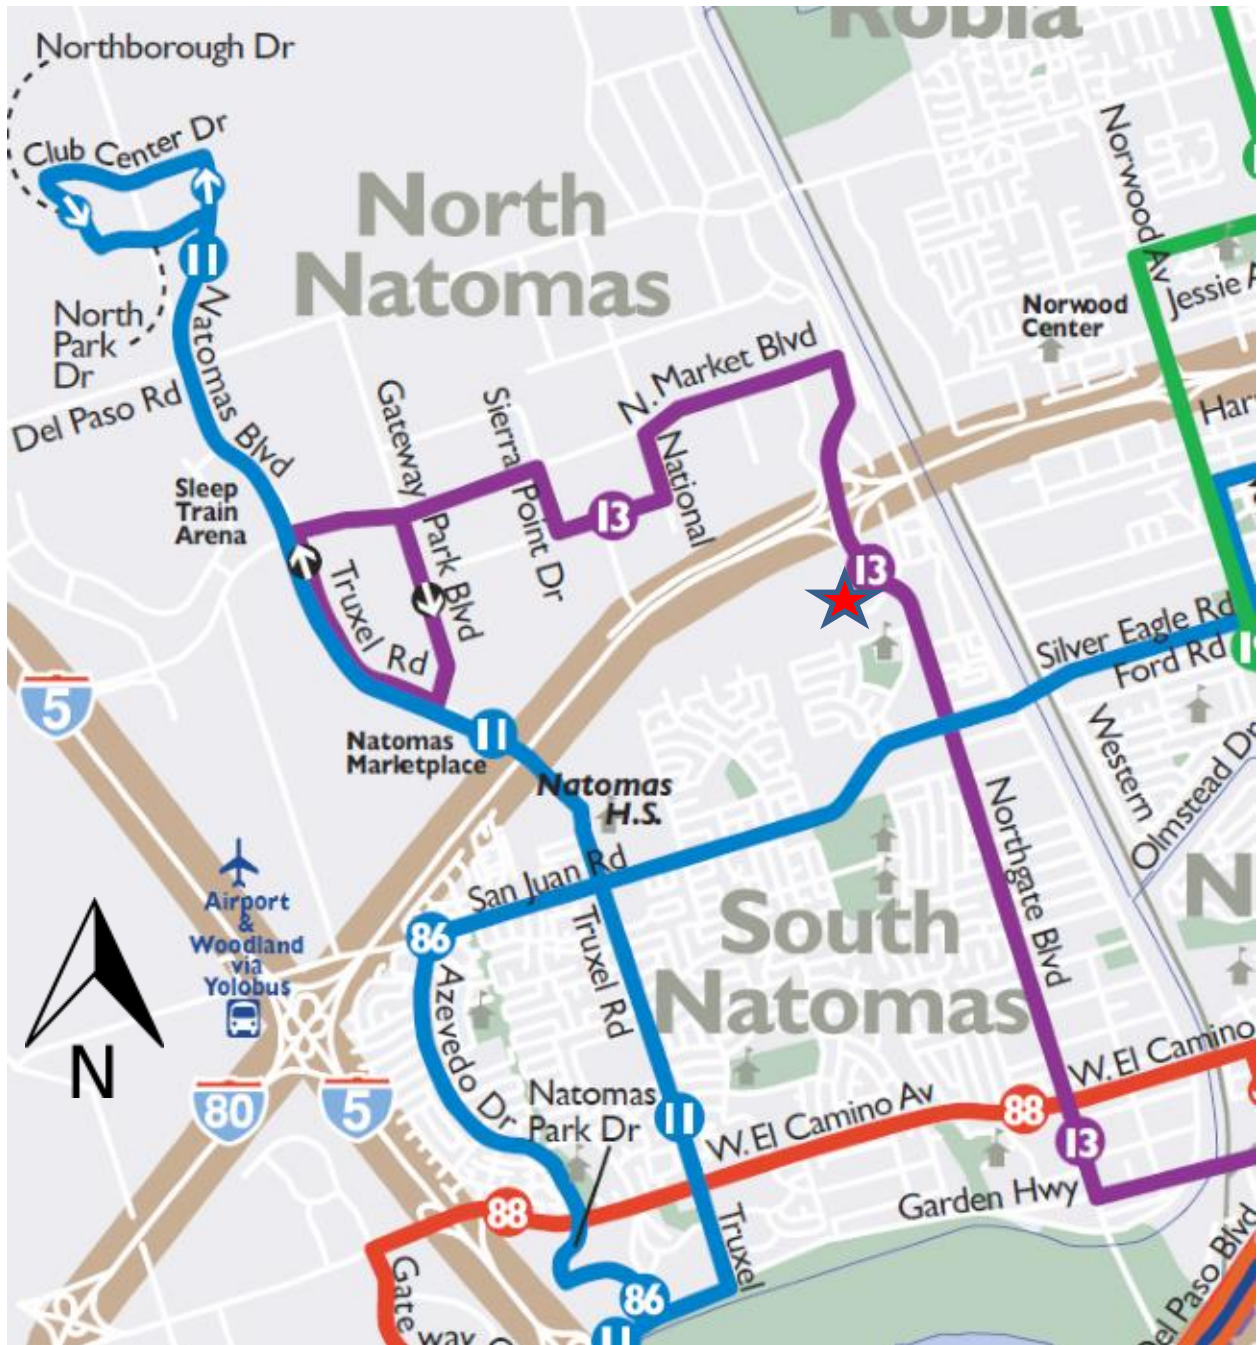 Robla
Northborough Dr
Club Center Dr
Norwood Av
North
Natomas
11
Jessie A
North
Park
Dr
Norwood
Center
Natomas Blvd
N. Market Blvd
Del Paso Rd
Gateway
Park Blvd
Sierra
Point Dr
National
Sleep
Train
Arena
13
Truxel Rd
13
Silver Eagle Rd
Ford Rd
5
Natomas
Marketplace
11
Western
Olmstead Dr
Natomas
H.S.
Northgate Blvd
San Juan Rd
Airport
&
Woodland
via
Yolobus
86
South
Natomas
N
Truxel Rd
Azevedo Dr
N
W. El Camino
Natomas
Park Dr
80
5
11
W. El Camino Av
88
13
88
Garden Hwy
Truxel
Del Paso Blvd
Gateway
86
11